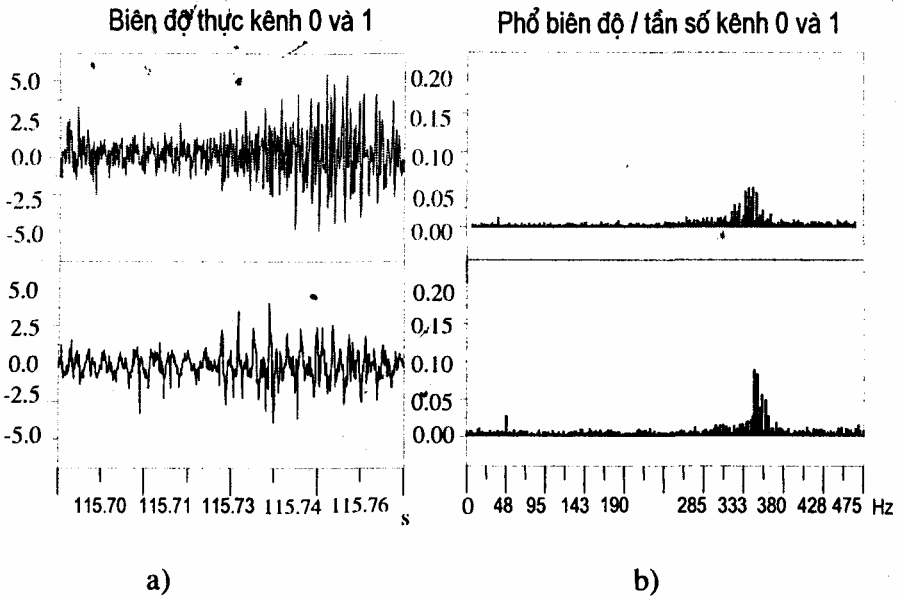 Biên độ thực kênh 0 và 1
5.0
2.5
0.0
-2.5
-5.0
5.0
2.5
0.0
-2.5
-5.0
115.70 115.71 115.73 115.74 115.76
s
a)
Phổ biên độ / tần số kênh 0 và 1
0.20
0.15
0.10
0.05
0.00
0.20
0.15
0.10
0.05
0.00
0 48 95 143 190 285 333 380 428 475 Hz
b)